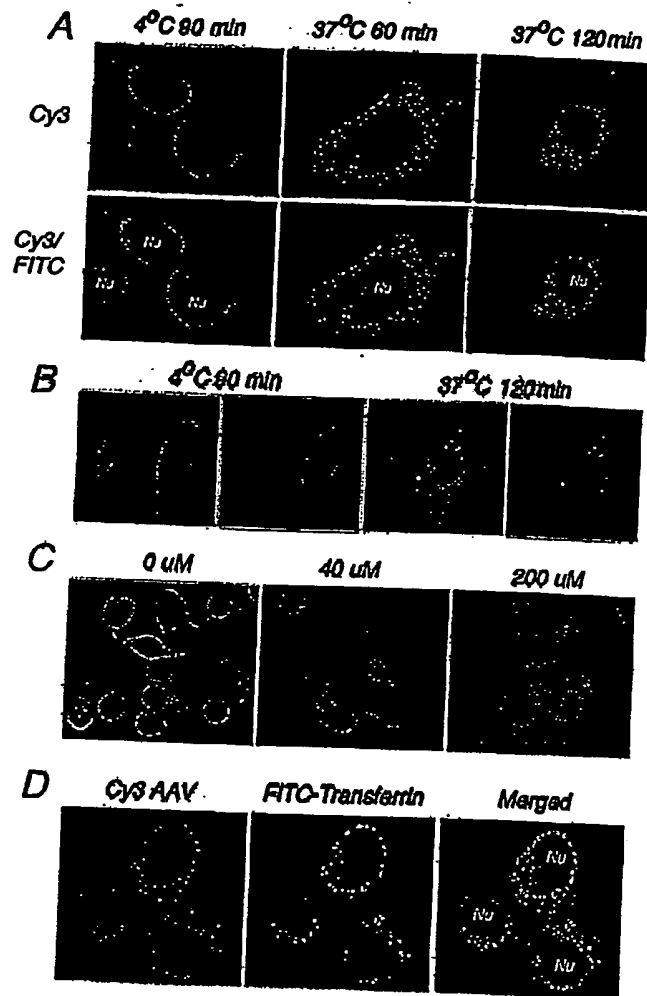 A
4°C 90 min 37°C 60 min 37°C 120min
Cy3
Cy3/
FITC
Nu
Nu
Nu
Nu
Nu
B
4°C 90 min 37°C 120min
C
0 uM 40 uM 200 uM
D
Cy3 AAV FITC-Transferrin Merged
Nu
Nu
Nu